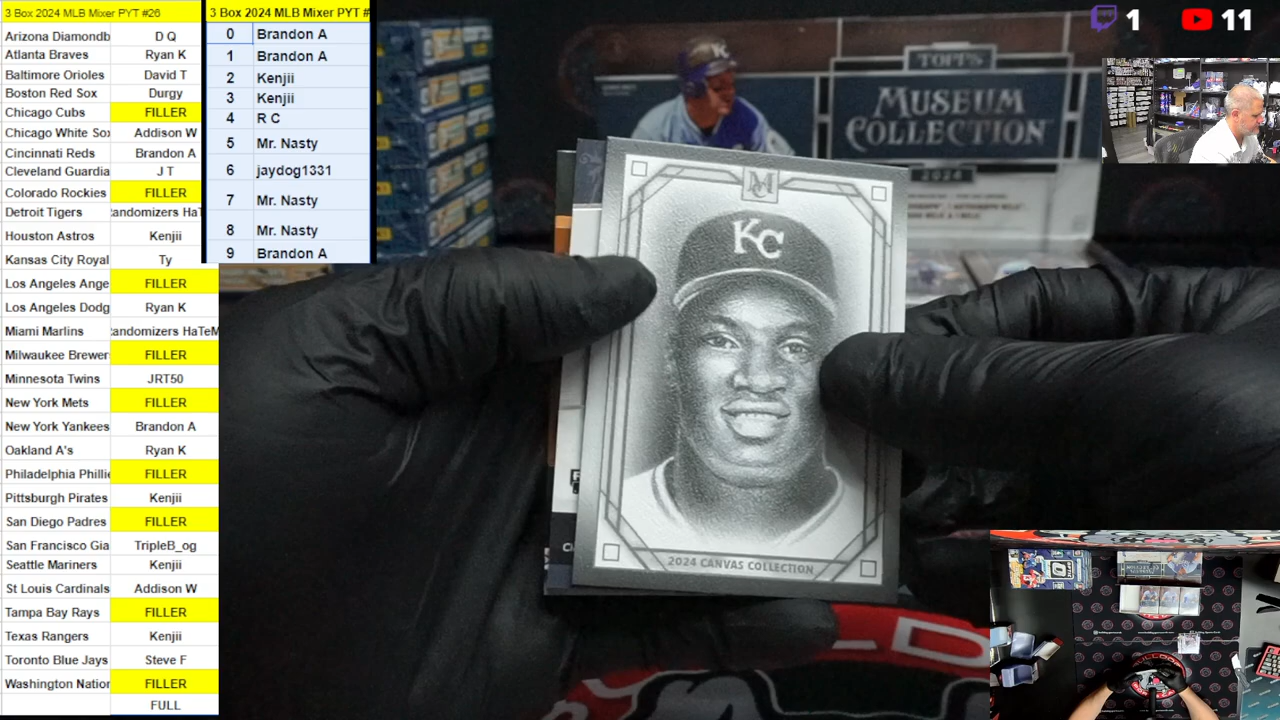 3 Box 2024 MLB Mixer PYT #26
Arizona Diamondb D Q
Atlanta Braves Ryan K
Baltimore Orioles David T
Boston Red Sox Durgy
Chicago Cubs FILLER
Chicago White Sox Addison W
Cincinnati Reds Brandon A
Cleveland Guardia J T
Colorado Rockies FILLER
Detroit Tigers andomizers HaT
Houston Astros Kenjii
Kansas City Royal Ty
Los Angeles Ange FILLER
Los Angeles Dodg Ryan K
Miami Marlins andomizers HaTeM
Milwaukee Brewer FILLER
Minnesota Twins JRT50
New York Mets FILLER
New York Yankees Brandon A
Oakland A's Ryan K
Philadelphia Phillie FILLER
Pittsburgh Pirates Kenjii
San Diego Padres FILLER
San Francisco Gia TripleB_og
Seattle Mariners Kenjii
St Louis Cardinals Addison W
Tampa Bay Rays FILLER
Texas Rangers Kenjii
Toronto Blue Jays Steve F
Washington Nation FILLER
FULL
3 Box 2024 MLB Mixer PYT #
0 Brandon A
1 Brandon A
2 Kenjii
3 Kenjii
4 R C
5 Mr. Nasty
6 jaydog1331
7 Mr. Nasty
8 Mr. Nasty
9 Brandon A
1
11
TOPPS
MUSEUM
COLLECTION
2024
MC
KC
2024 CANVAS COLLECTION